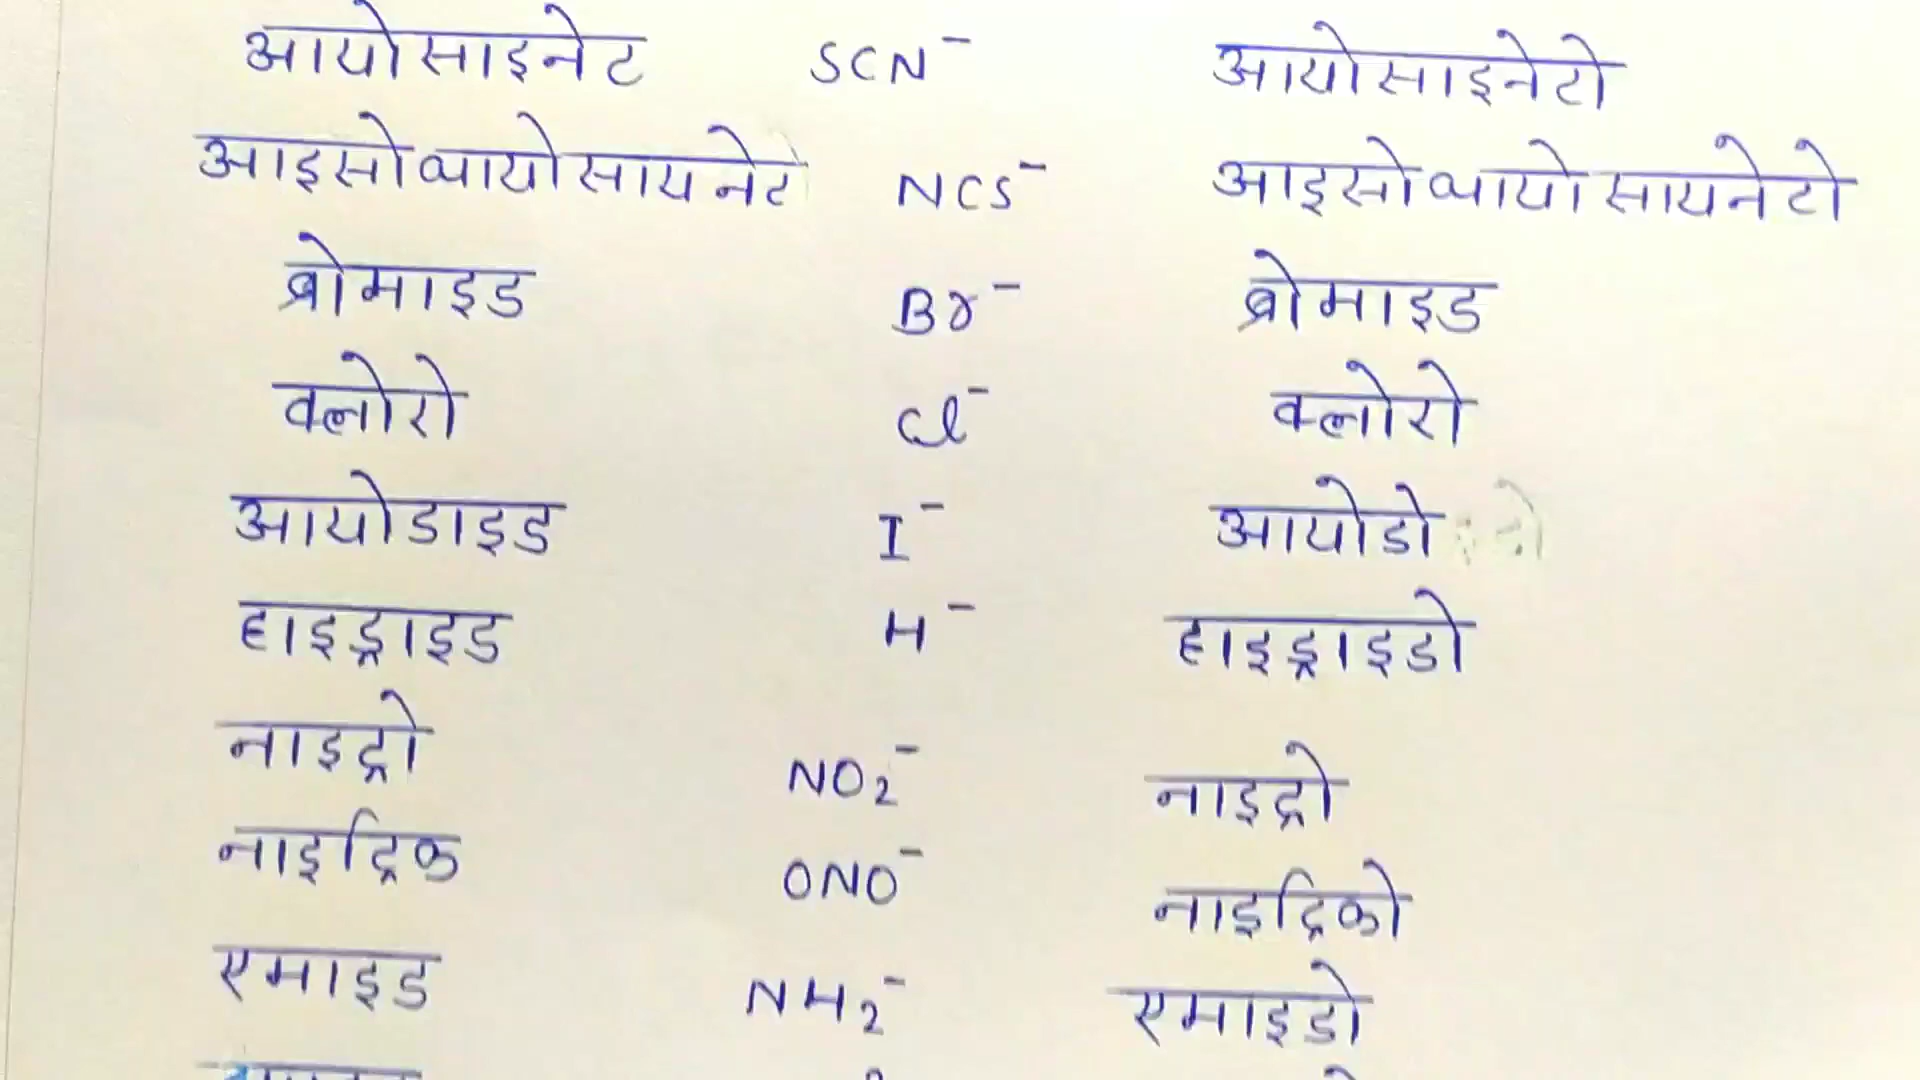 आयोसाइनेट SCN⁻ आयोसाइनेटो
आइसोथायोसायनेट NCS⁻ आइसोथायोसायनेटो
ब्रोमाइड Br⁻ ब्रोमाइड
क्लोरो Cl⁻ क्लोरो
आयोडाइड I⁻ आयोडो
हाइड्राइड H⁻ हाइड्राइडो
नाइट्रो NO₂⁻ नाइट्रो
नाइट्रिक ONO⁻ नाइट्रिको
एमाइड NH₂⁻ एमाइडो